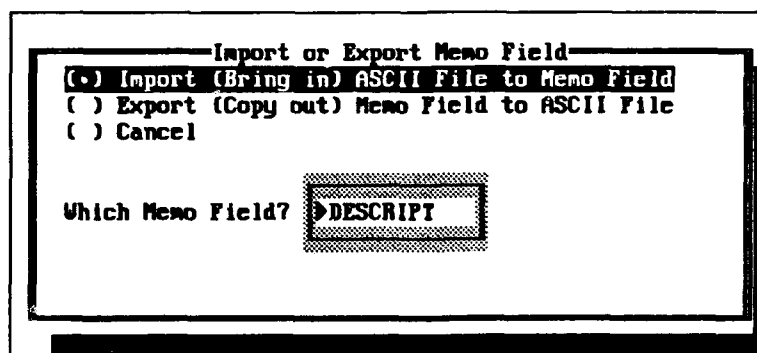 Import or Export Memo Field
(•) Import (Bring in) ASCII File to Memo Field
( ) Export (Copy out) Memo Field to ASCII File
( ) Cancel
Which Memo Field? DESCRIPT